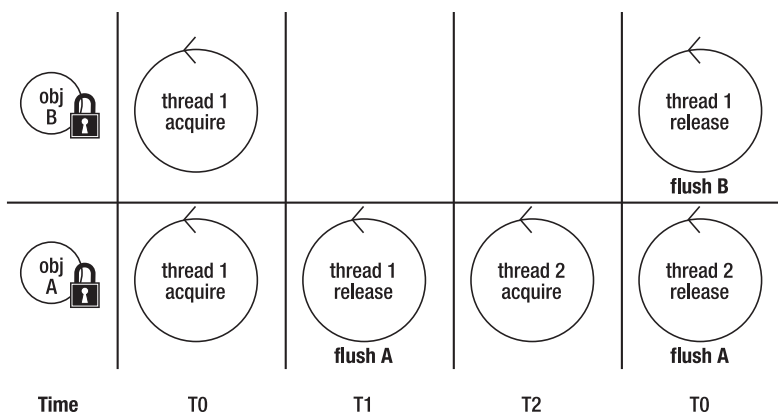 obj
B
thread 1
acquire
thread 1
release
flush B
obj
A
thread 1
acquire
thread 1
release
flush A
thread 2
acquire
thread 2
release
flush A
Time T0 T1 T2 T0